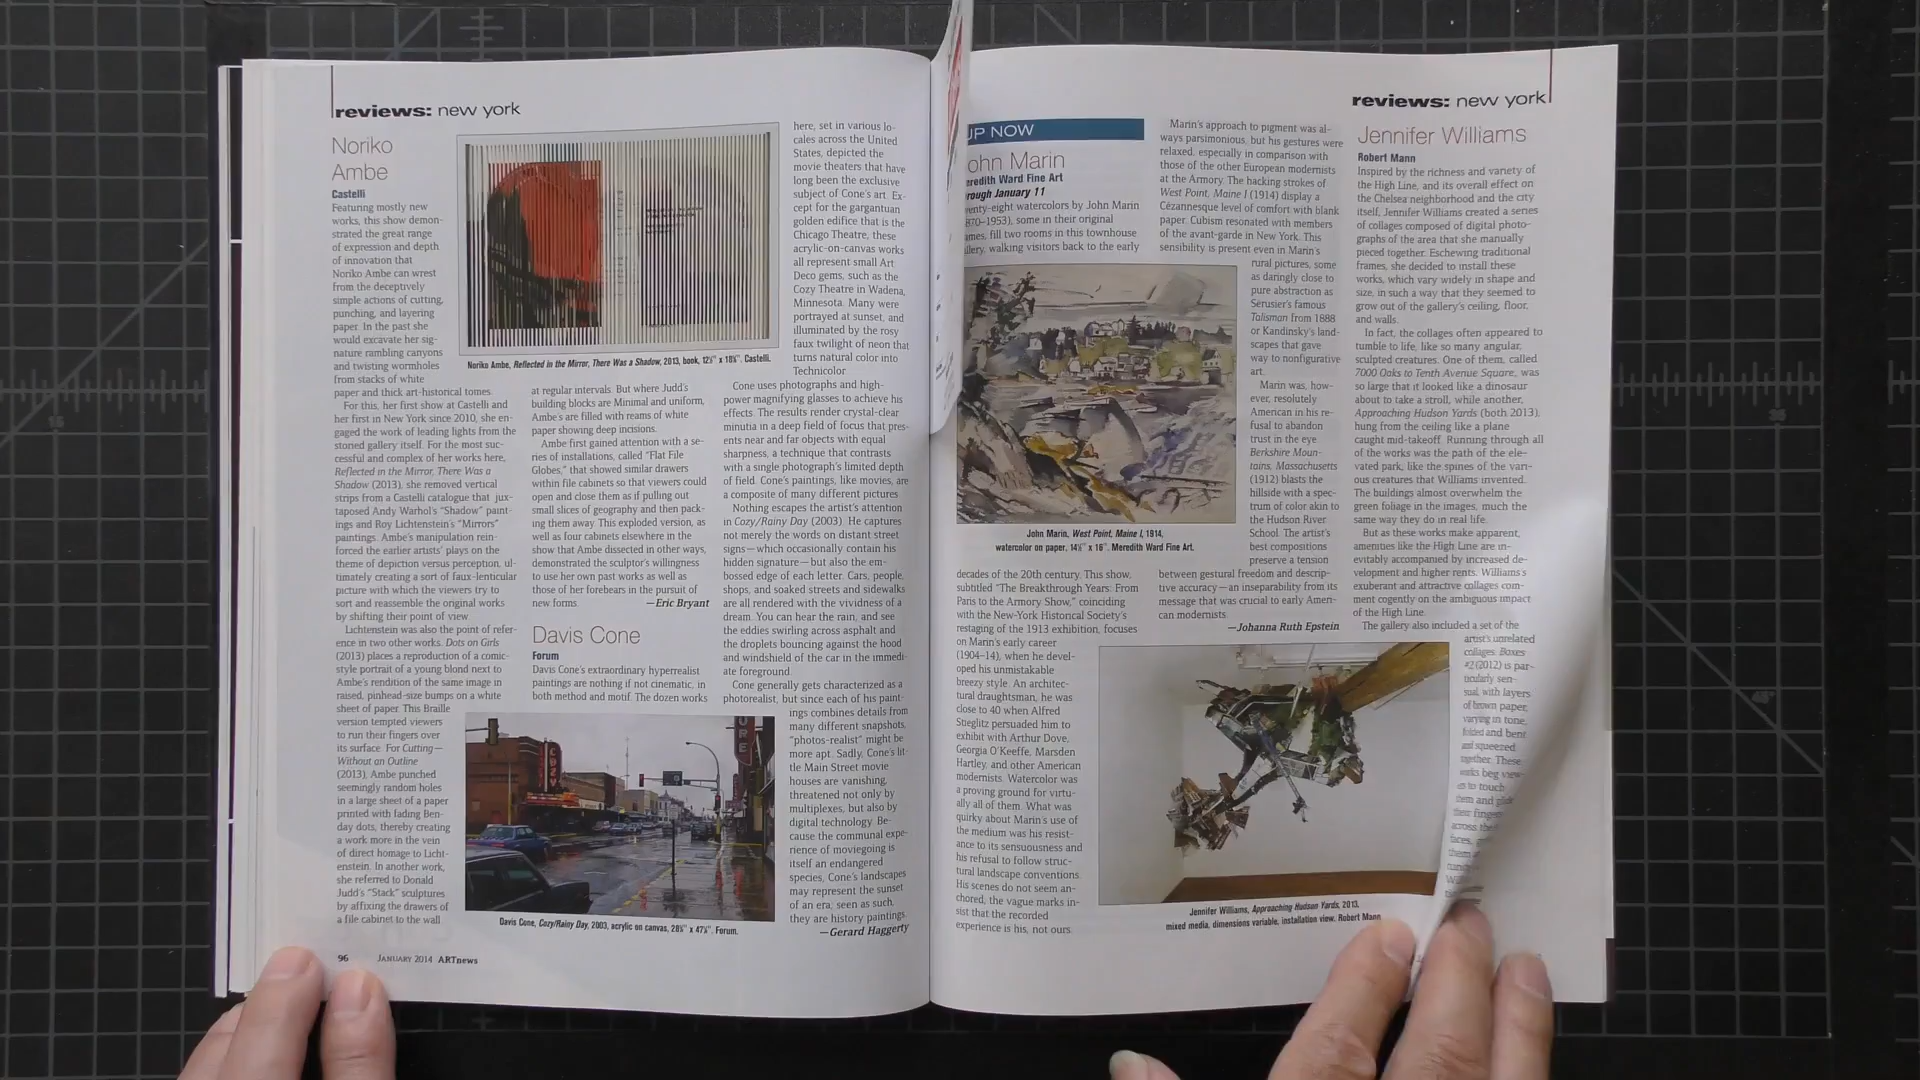 reviews: new york
Noriko
Ambe
Castelli
Featuring mostly new
works, this show demon-
strated the great range
of expression and depth
of innovation that
Noriko Ambe can wrest
from the deceptively
simple actions of cutting,
punching, and layering
paper. In the past she
would excavate her sig-
nature rambling canyons
and twisting wormholes
from stacks of white
paper and thick art-historical tomes.
For this, her first show at Castelli and
her first in New York since 2010, she en-
gaged the work of leading lights from the
storied gallery itself. For the most suc-
cessful and complex of her works here,
Reflected in the Mirror, There Was a
Shadow (2013), she removed vertical
strips from a Castelli catalogue that jux-
taposed Andy Warhol's "Shadow" paint-
ings and Roy Lichtenstein's "Mirrors"
paintings. Ambe's manipulation rein-
forced the earlier artists' plays on the
theme of depiction versus perception, ul-
timately creating a sort of faux-lenticular
picture with which the viewers try to
sort and reassemble the original works
by shifting their point of view.
Lichtenstein was also the point of refer-
ence in two other works. Dots on Girls
(2013) places a reproduction of a comic-
style portrait of a young blond next to
Ambe's rendition of the same image in
raised, pinhead-size bumps on a white
sheet of paper. This Braille
version tempted viewers
to run their fingers over
its surface. For Cutting—
Without an Outline
(2013), Ambe punched
seemingly random holes
in a large sheet of a paper
printed with fading Ben-
day dots, thereby creating
a work more in the vein
of direct homage to Licht-
enstein. In another work,
she referred to Donald
Judd's "Stack" sculptures
by affixing the drawers of
a file cabinet to the wall
Noriko Ambe, Reflected in the Mirror, There Was a Shadow, 2013, book, 12½" x 18⅝". Castelli.
at regular intervals. But where Judd's
building blocks are Minimal and uniform,
Ambe's are filled with reams of white
paper showing deep incisions.
Ambe first gained attention with a se-
ries of installations, called "Flat File
Globes," that showed similar drawers
within file cabinets so that viewers could
open and close them as if pulling out
small slices of geography and then pack-
ing them away. This exploded version, as
well as four cabinets elsewhere in the
show that Ambe dissected in other ways,
demonstrated the sculptor's willingness
to use her own past works as well as
those of her forebears in the pursuit of
new forms. —Eric Bryant
Davis Cone
Forum
Davis Cone's extraordinary hyperrealist
paintings are nothing if not cinematic, in
both method and motif. The dozen works
COZY
URE
Davis Cone, Cozy/Rainy Day, 2003, acrylic on canvas, 28⅝" x 47⅞". Forum.
here, set in various lo-
cales across the United
States, depicted the
movie theaters that have
long been the exclusive
subject of Cone's art. Ex-
cept for the gargantuan
golden edifice that is the
Chicago Theatre, these
acrylic-on-canvas works
all represent small Art
Deco gems, such as the
Cozy Theatre in Wadena,
Minnesota. Many were
portrayed at sunset, and
illuminated by the rosy
faux twilight of neon that
turns natural color into
Technicolor.
Cone uses photographs and high-
power magnifying glasses to achieve his
effects. The results render crystal-clear
minutia in a deep field of focus that pres-
ents near and far objects with equal
sharpness, a technique that contrasts
with a single photograph's limited depth
of field. Cone's paintings, like movies, are
a composite of many different pictures.
Nothing escapes the artist's attention
in Cozy/Rainy Day (2003). He captures
not merely the words on distant street
signs—which occasionally contain his
hidden signature—but also the em-
bossed edge of each letter. Cars, people,
shops, and soaked streets and sidewalks
are all rendered with the vividness of a
dream. You can hear the rain, and see
the eddies swirling across asphalt and
the droplets bouncing against the hood
and windshield of the car in the immedi-
ate foreground.
Cone generally gets characterized as a
photorealist, but since each of his paint-
ings combines details from
many different snapshots,
"photos-realist" might be
more apt. Sadly, Cone's lit-
tle Main Street movie
houses are vanishing,
threatened not only by
multiplexes, but also by
digital technology. Be-
cause the communal expe-
rience of moviegoing is
itself an endangered
species, Cone's landscapes
may represent the sunset
of an era; seen as such,
they are history paintings.
—Gerard Haggerty
96 JANUARY 2014 ARTnews
reviews: new york
UP NOW
ohn Marin
eredith Ward Fine Art
rough January 11
enty-eight watercolors by John Marin
870–1953), some in their original
ames, fill two rooms in this townhouse
llery, walking visitors back to the early
John Marin, West Point, Maine I, 1914,
watercolor on paper, 14½" x 16". Meredith Ward Fine Art.
decades of the 20th century. This show,
subtitled "The Breakthrough Years: From
Paris to the Armory Show," coinciding
with the New-York Historical Society's
restaging of the 1913 exhibition, focuses
on Marin's early career
(1904–14), when he devel-
oped his unmistakable
breezy style. An architec-
tural draughtsman, he was
close to 40 when Alfred
Stieglitz persuaded him to
exhibit with Arthur Dove,
Georgia O'Keeffe, Marsden
Hartley, and other American
modernists. Watercolor was
a proving ground for virtu-
ally all of them. What was
quirky about Marin's use of
the medium was his resist-
ance to its sensuousness and
his refusal to follow struc-
tural landscape conventions.
His scenes do not seem an-
chored, the vague marks in-
sist that the recorded
experience is his, not ours.
Marin's approach to pigment was al-
ways parsimonious, but his gestures were
relaxed, especially in comparison with
those of the other European modernists
at the Armory. The hacking strokes of
West Point, Maine I (1914) display a
Cézannesque level of comfort with blank
paper. Cubism resonated with members
of the avant-garde in New York. This
sensibility is present even in Marin's
rural pictures, some
as daringly close to
pure abstraction as
Serusier's famous
Talisman from 1888
or Kandinsky's land-
scapes that gave
way to nonfigurative
art.
Marin was, how-
ever, resolutely
American in his re-
fusal to abandon
trust in the eye.
Berkshire Moun-
tains, Massachusetts
(1912) blasts the
hillside with a spec-
trum of color akin to
the Hudson River
School. The artist's
best compositions
preserve a tension
between gestural freedom and descrip-
tive accuracy—an inseparability from its
message that was crucial to early Ameri-
can modernists.
—Johanna Ruth Epstein
Jennifer Williams, Approaching Hudson Yards, 2013,
mixed media, dimensions variable, installation view. Robert Mann.
Jennifer Williams
Robert Mann
Inspired by the richness and variety of
the High Line, and its overall effect on
the Chelsea neighborhood and the city
itself, Jennifer Williams created a series
of collages composed of digital photo-
graphs of the area that she manually
pieced together. Eschewing traditional
frames, she decided to install these
works, which vary widely in shape and
size, in such a way that they seemed to
grow out of the gallery's ceiling, floor,
and walls.
In fact, the collages often appeared to
tumble to life, like so many angular,
sculpted creatures. One of them, called
7000 Oaks to Tenth Avenue Square, was
so large that it looked like a dinosaur
about to take a stroll, while another,
Approaching Hudson Yards (both 2013),
hung from the ceiling like a plane
caught mid-takeoff. Running through all
of the works was the path of the ele-
vated park, like the spines of the vari-
ous creatures that Williams invented.
The buildings almost overwhelm the
green foliage in the images, much the
same way they do in real life.
But as these works make apparent,
amenities like the High Line are in-
evitably accompanied by increased de-
velopment and higher rents. Williams's
exuberant and attractive collages com-
ment cogently on the ambiguous impact
of the High Line.
The gallery also included a set of the
artist's unrelated
collages. Boxes
#2 (2012) is par-
ticularly sen-
sual, with layers
of brown paper,
varying in tone,
folded and bent
and squeezed
together. These
works beg view-
ers to touch
them and
their fingers
across the
faces,